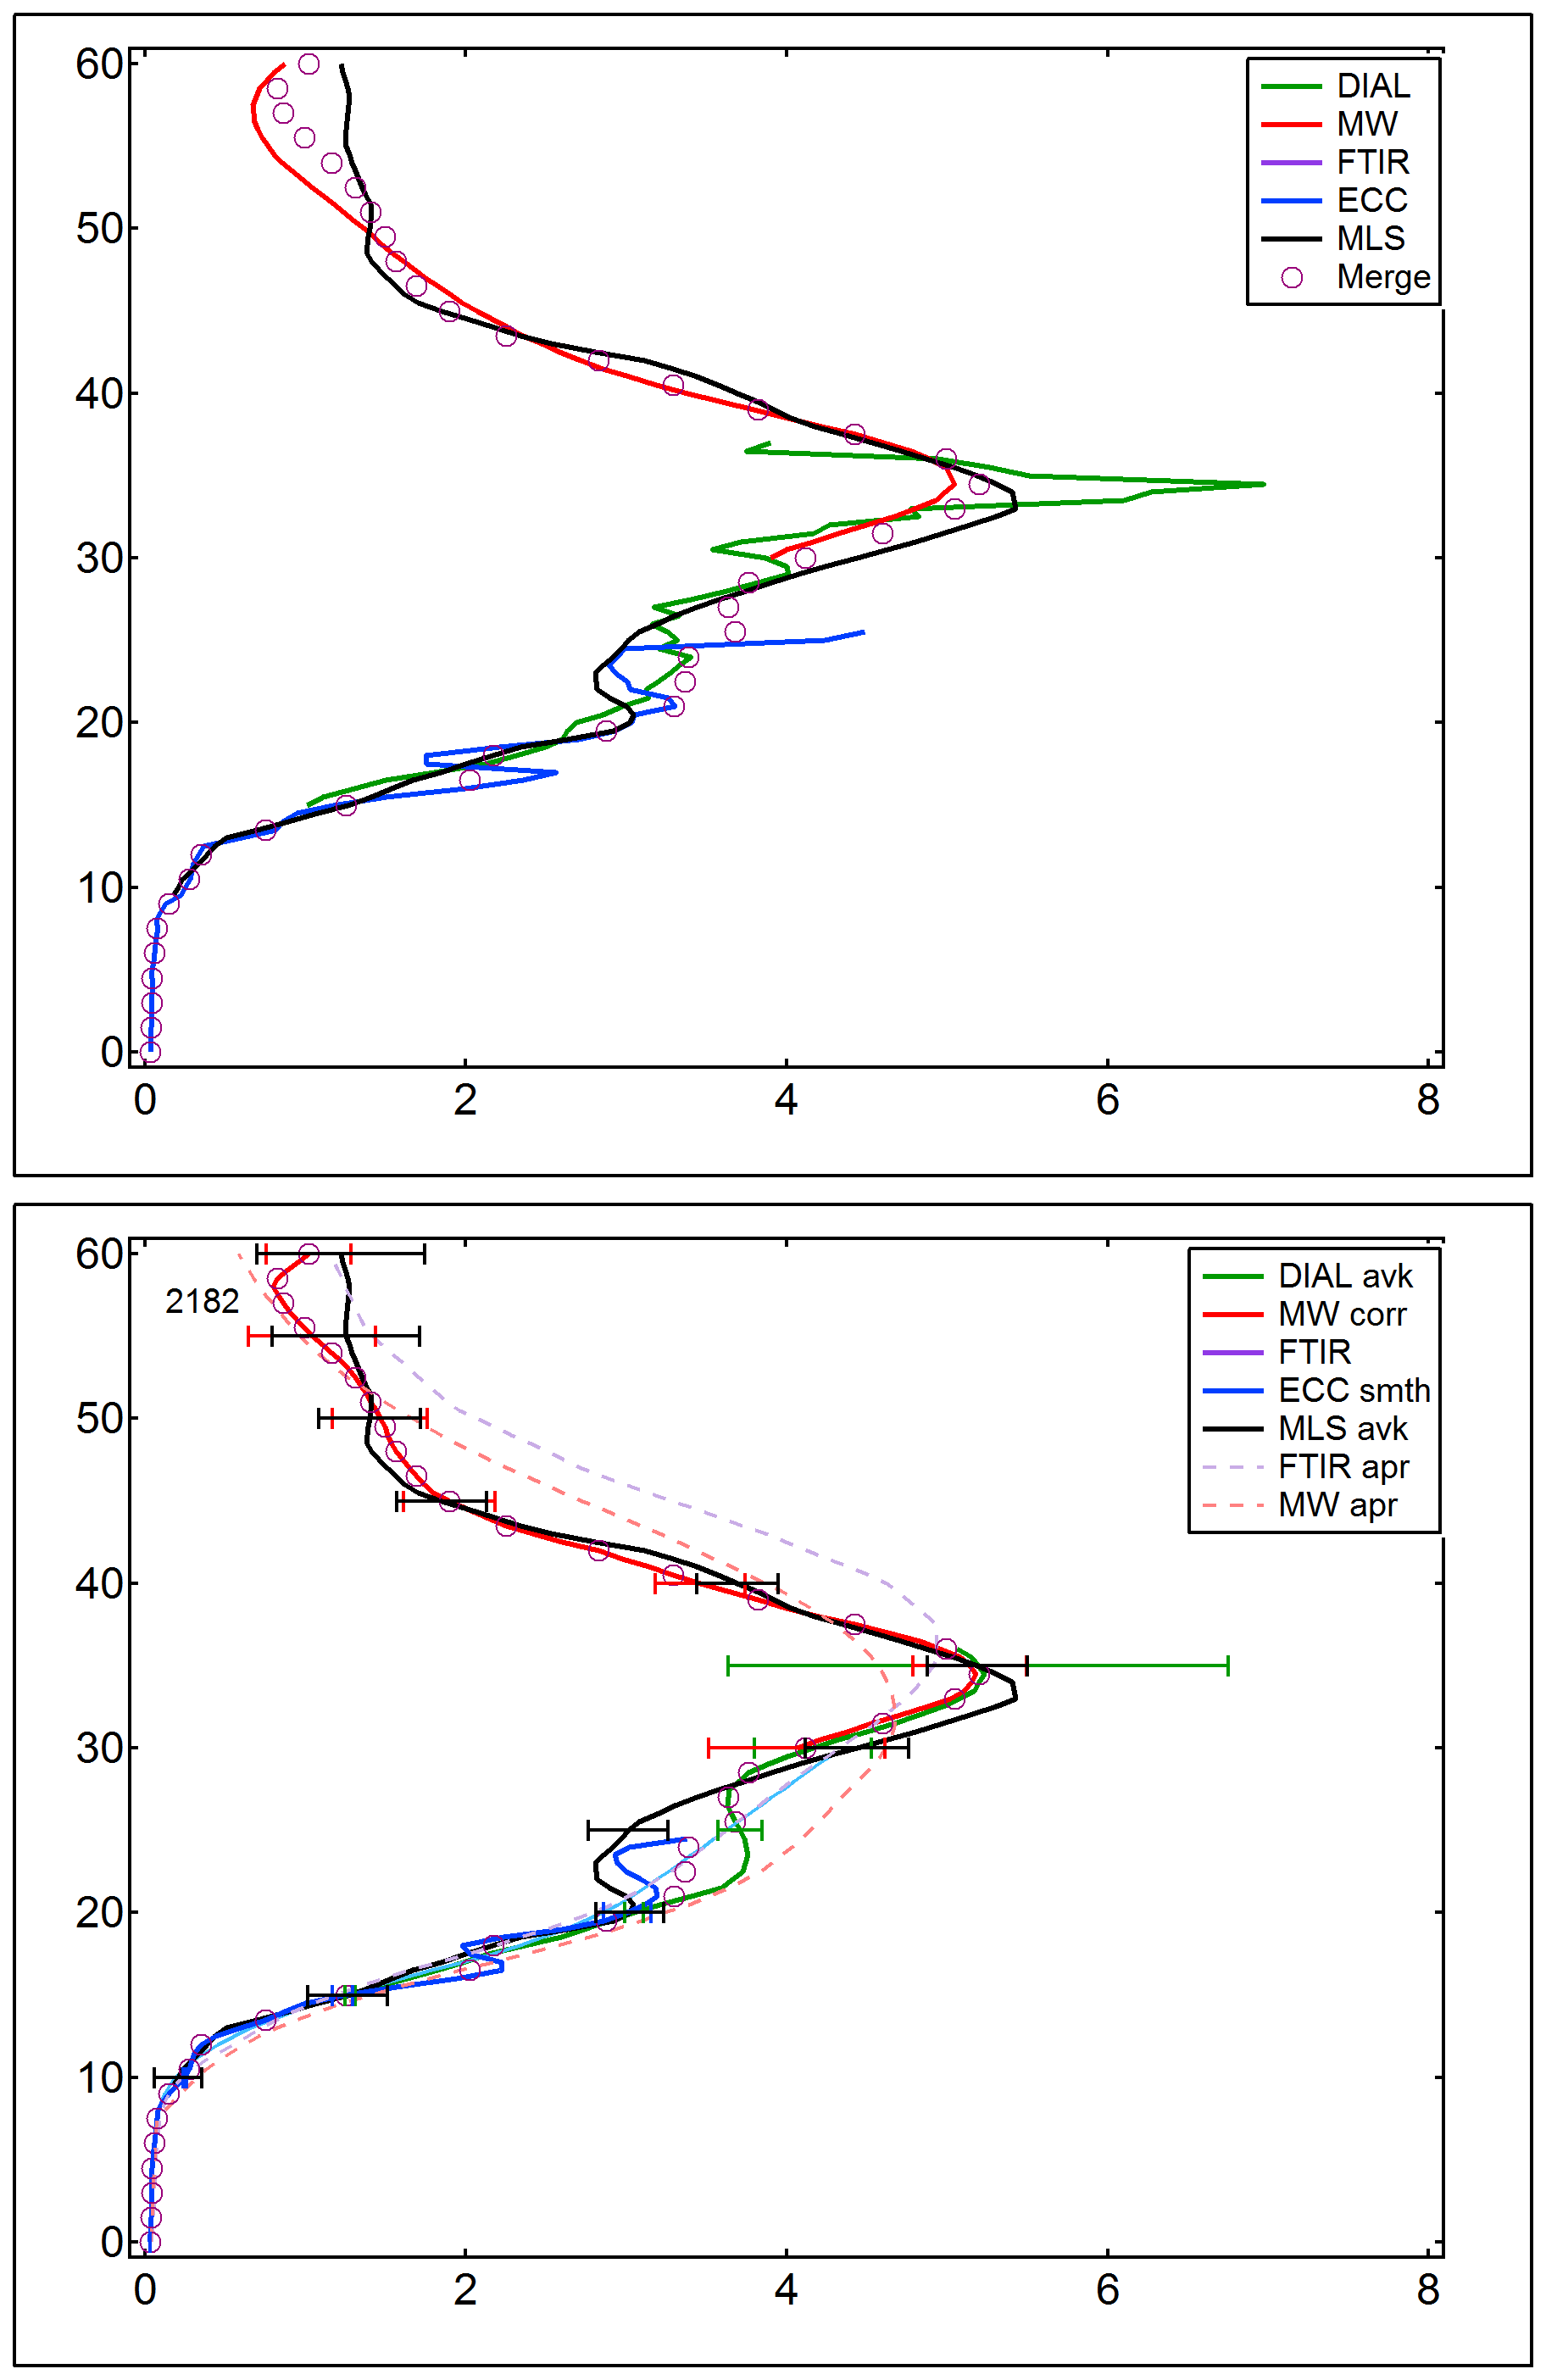 60
50
40
30
20
10
0
0 2 4 6 8
DIAL
MW
FTIR
ECC
MLS
Merge
60
50
40
30
20
10
0
0 2 4 6 8
2182
DIAL avk
MW corr
FTIR
ECC smth
MLS avk
FTIR apr
MW apr